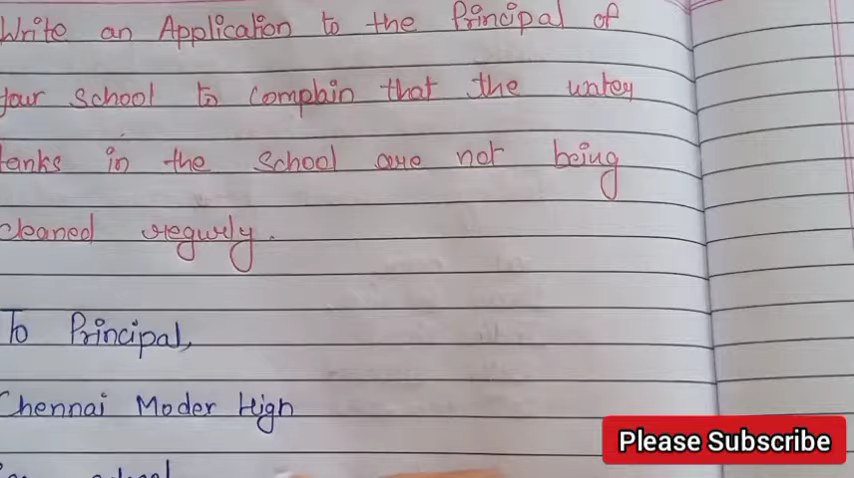 Write an Application to the Principal of
your School to Complain that the water
tanks in the School are not being
cleaned regurly.
To Principal,
Chennai Moder High
school
Please Subscribe